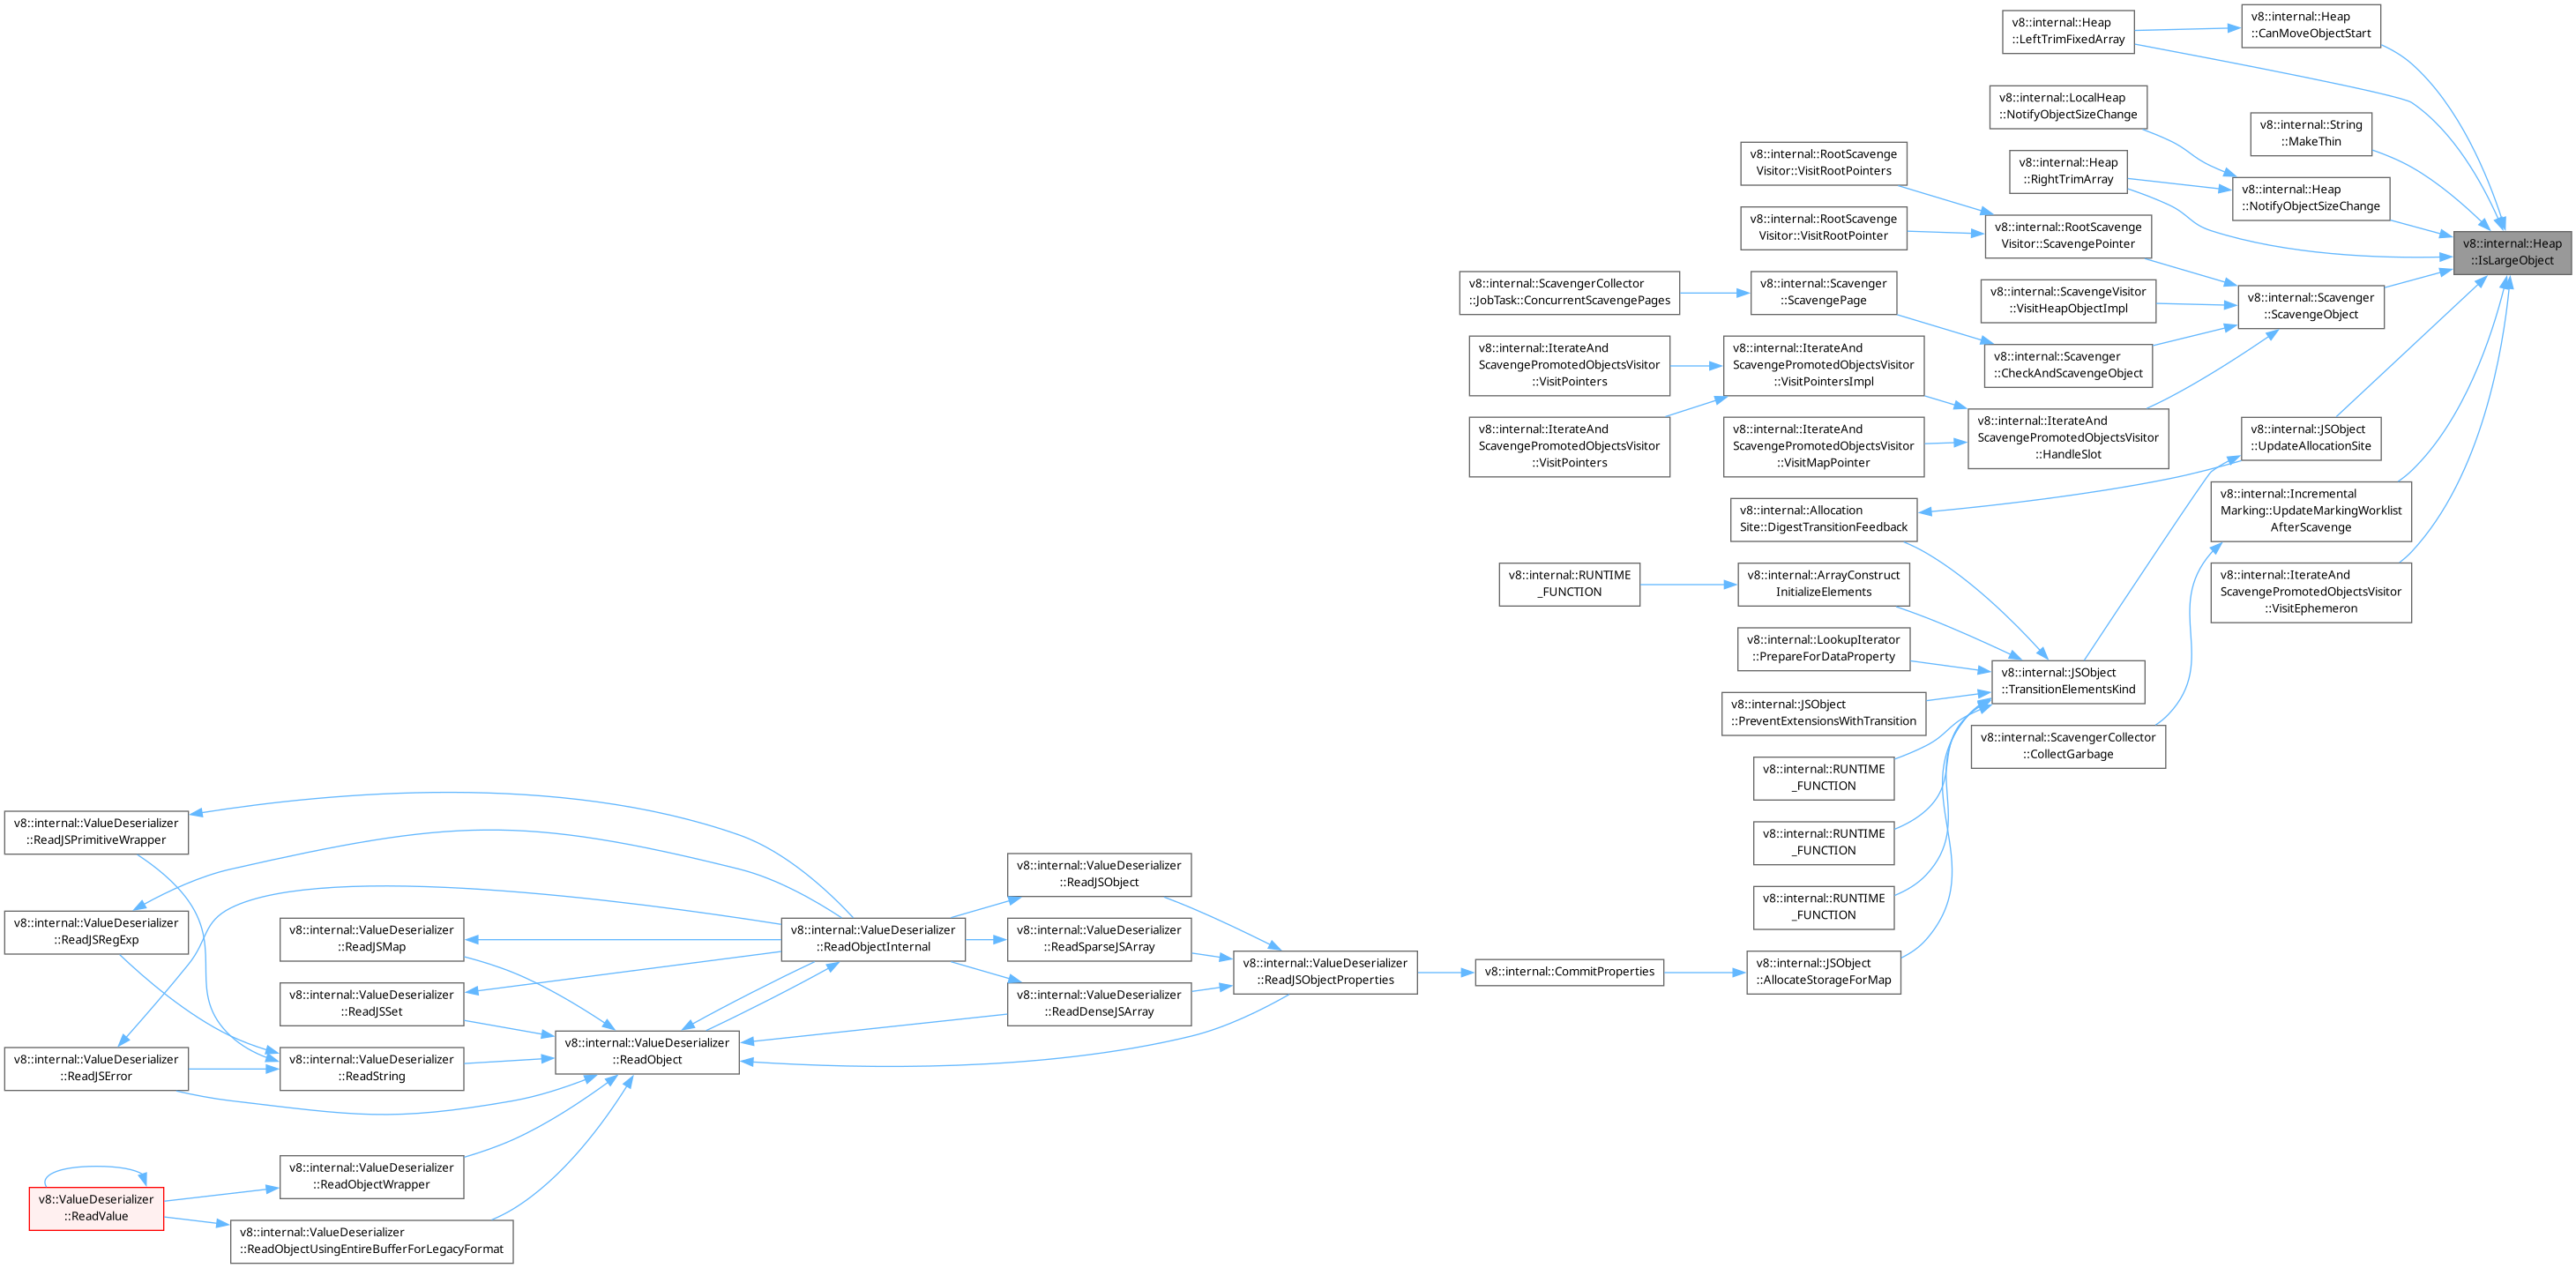 v8::internal::Heap
::LeftTrimFixedArray
v8::internal::Heap
::CanMoveObjectStart
v8::internal::LocalHeap
::NotifyObjectSizeChange
v8::internal::String
::MakeThin
v8::internal::RootScavenge
Visitor::VisitRootPointers
v8::internal::Heap
::RightTrimArray
v8::internal::Heap
::NotifyObjectSizeChange
v8::internal::RootScavenge
Visitor::VisitRootPointer
v8::internal::RootScavenge
Visitor::ScavengePointer
v8::internal::Heap
::IsLargeObject
v8::internal::ScavengerCollector
::JobTask::ConcurrentScavengePages
v8::internal::Scavenger
::ScavengePage
v8::internal::ScavengeVisitor
::VisitHeapObjectImpl
v8::internal::Scavenger
::ScavengeObject
v8::internal::IterateAnd
ScavengePromotedObjectsVisitor
::VisitPointers
v8::internal::IterateAnd
ScavengePromotedObjectsVisitor
::VisitPointersImpl
v8::internal::Scavenger
::CheckAndScavengeObject
v8::internal::IterateAnd
ScavengePromotedObjectsVisitor
::VisitPointers
v8::internal::IterateAnd
ScavengePromotedObjectsVisitor
::VisitMapPointer
v8::internal::IterateAnd
ScavengePromotedObjectsVisitor
::HandleSlot
v8::internal::JSObject
::UpdateAllocationSite
v8::internal::Allocation
Site::DigestTransitionFeedback
v8::internal::Incremental
Marking::UpdateMarkingWorklist
AfterScavenge
v8::internal::RUNTIME
_FUNCTION
v8::internal::ArrayConstruct
InitializeElements
v8::internal::IterateAnd
ScavengePromotedObjectsVisitor
::VisitEphemeron
v8::internal::LookupIterator
::PrepareForDataProperty
v8::internal::JSObject
::TransitionElementsKind
v8::internal::JSObject
::PreventExtensionsWithTransition
v8::internal::ScavengerCollector
::CollectGarbage
v8::internal::RUNTIME
_FUNCTION
v8::internal::RUNTIME
_FUNCTION
v8::internal::RUNTIME
_FUNCTION
v8::internal::ValueDeserializer
::ReadJSPrimitiveWrapper
v8::internal::ValueDeserializer
::ReadJSObject
v8::internal::ValueDeserializer
::ReadJSRegExp
v8::internal::ValueDeserializer
::ReadJSMap
v8::internal::ValueDeserializer
::ReadObjectInternal
v8::internal::ValueDeserializer
::ReadSparseJSArray
v8::internal::ValueDeserializer
::ReadJSObjectProperties
v8::internal::CommitProperties
v8::internal::JSObject
::AllocateStorageForMap
v8::internal::ValueDeserializer
::ReadJSSet
v8::internal::ValueDeserializer
::ReadDenseJSArray
v8::internal::ValueDeserializer
::ReadObject
v8::internal::ValueDeserializer
::ReadJSError
v8::internal::ValueDeserializer
::ReadString
v8::internal::ValueDeserializer
::ReadObjectWrapper
v8::ValueDeserializer
::ReadValue
v8::internal::ValueDeserializer
::ReadObjectUsingEntireBufferForLegacyFormat